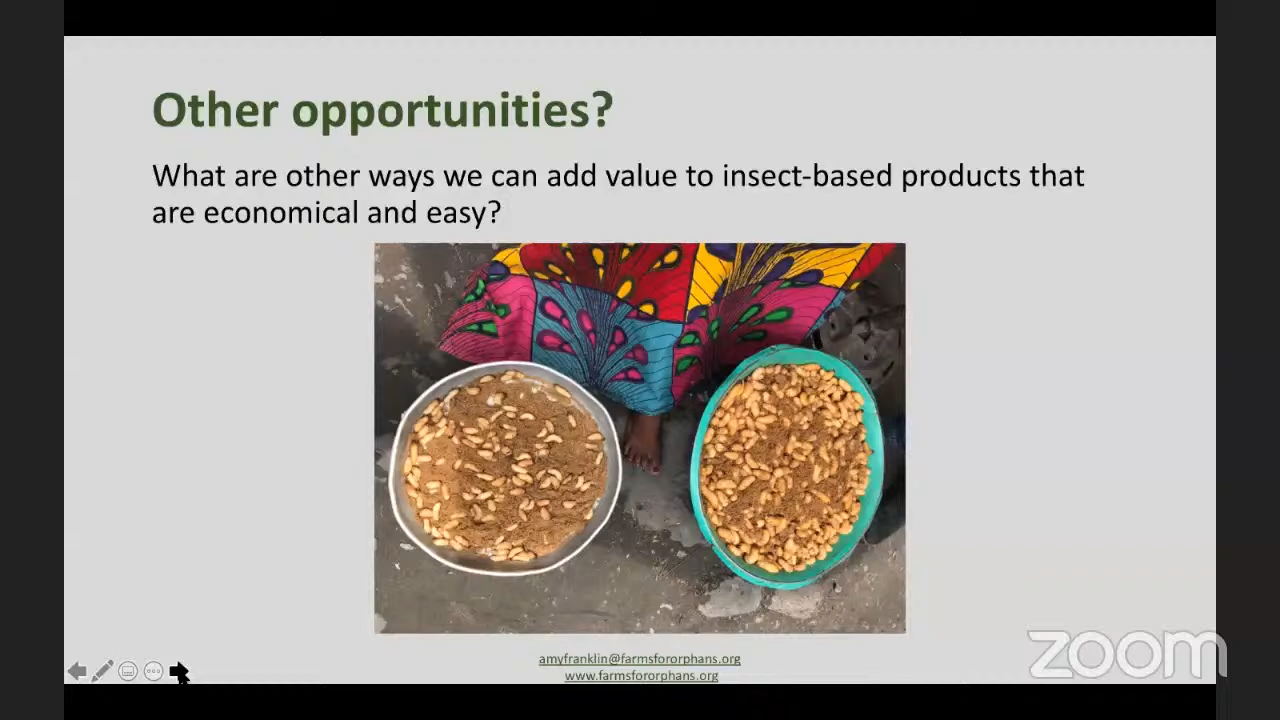 Other opportunities?
What are other ways we can add value to insect-based products that
are economical and easy?
amyfranklin@farmsfororphans.org
www.farmsfororphans.org
zoom